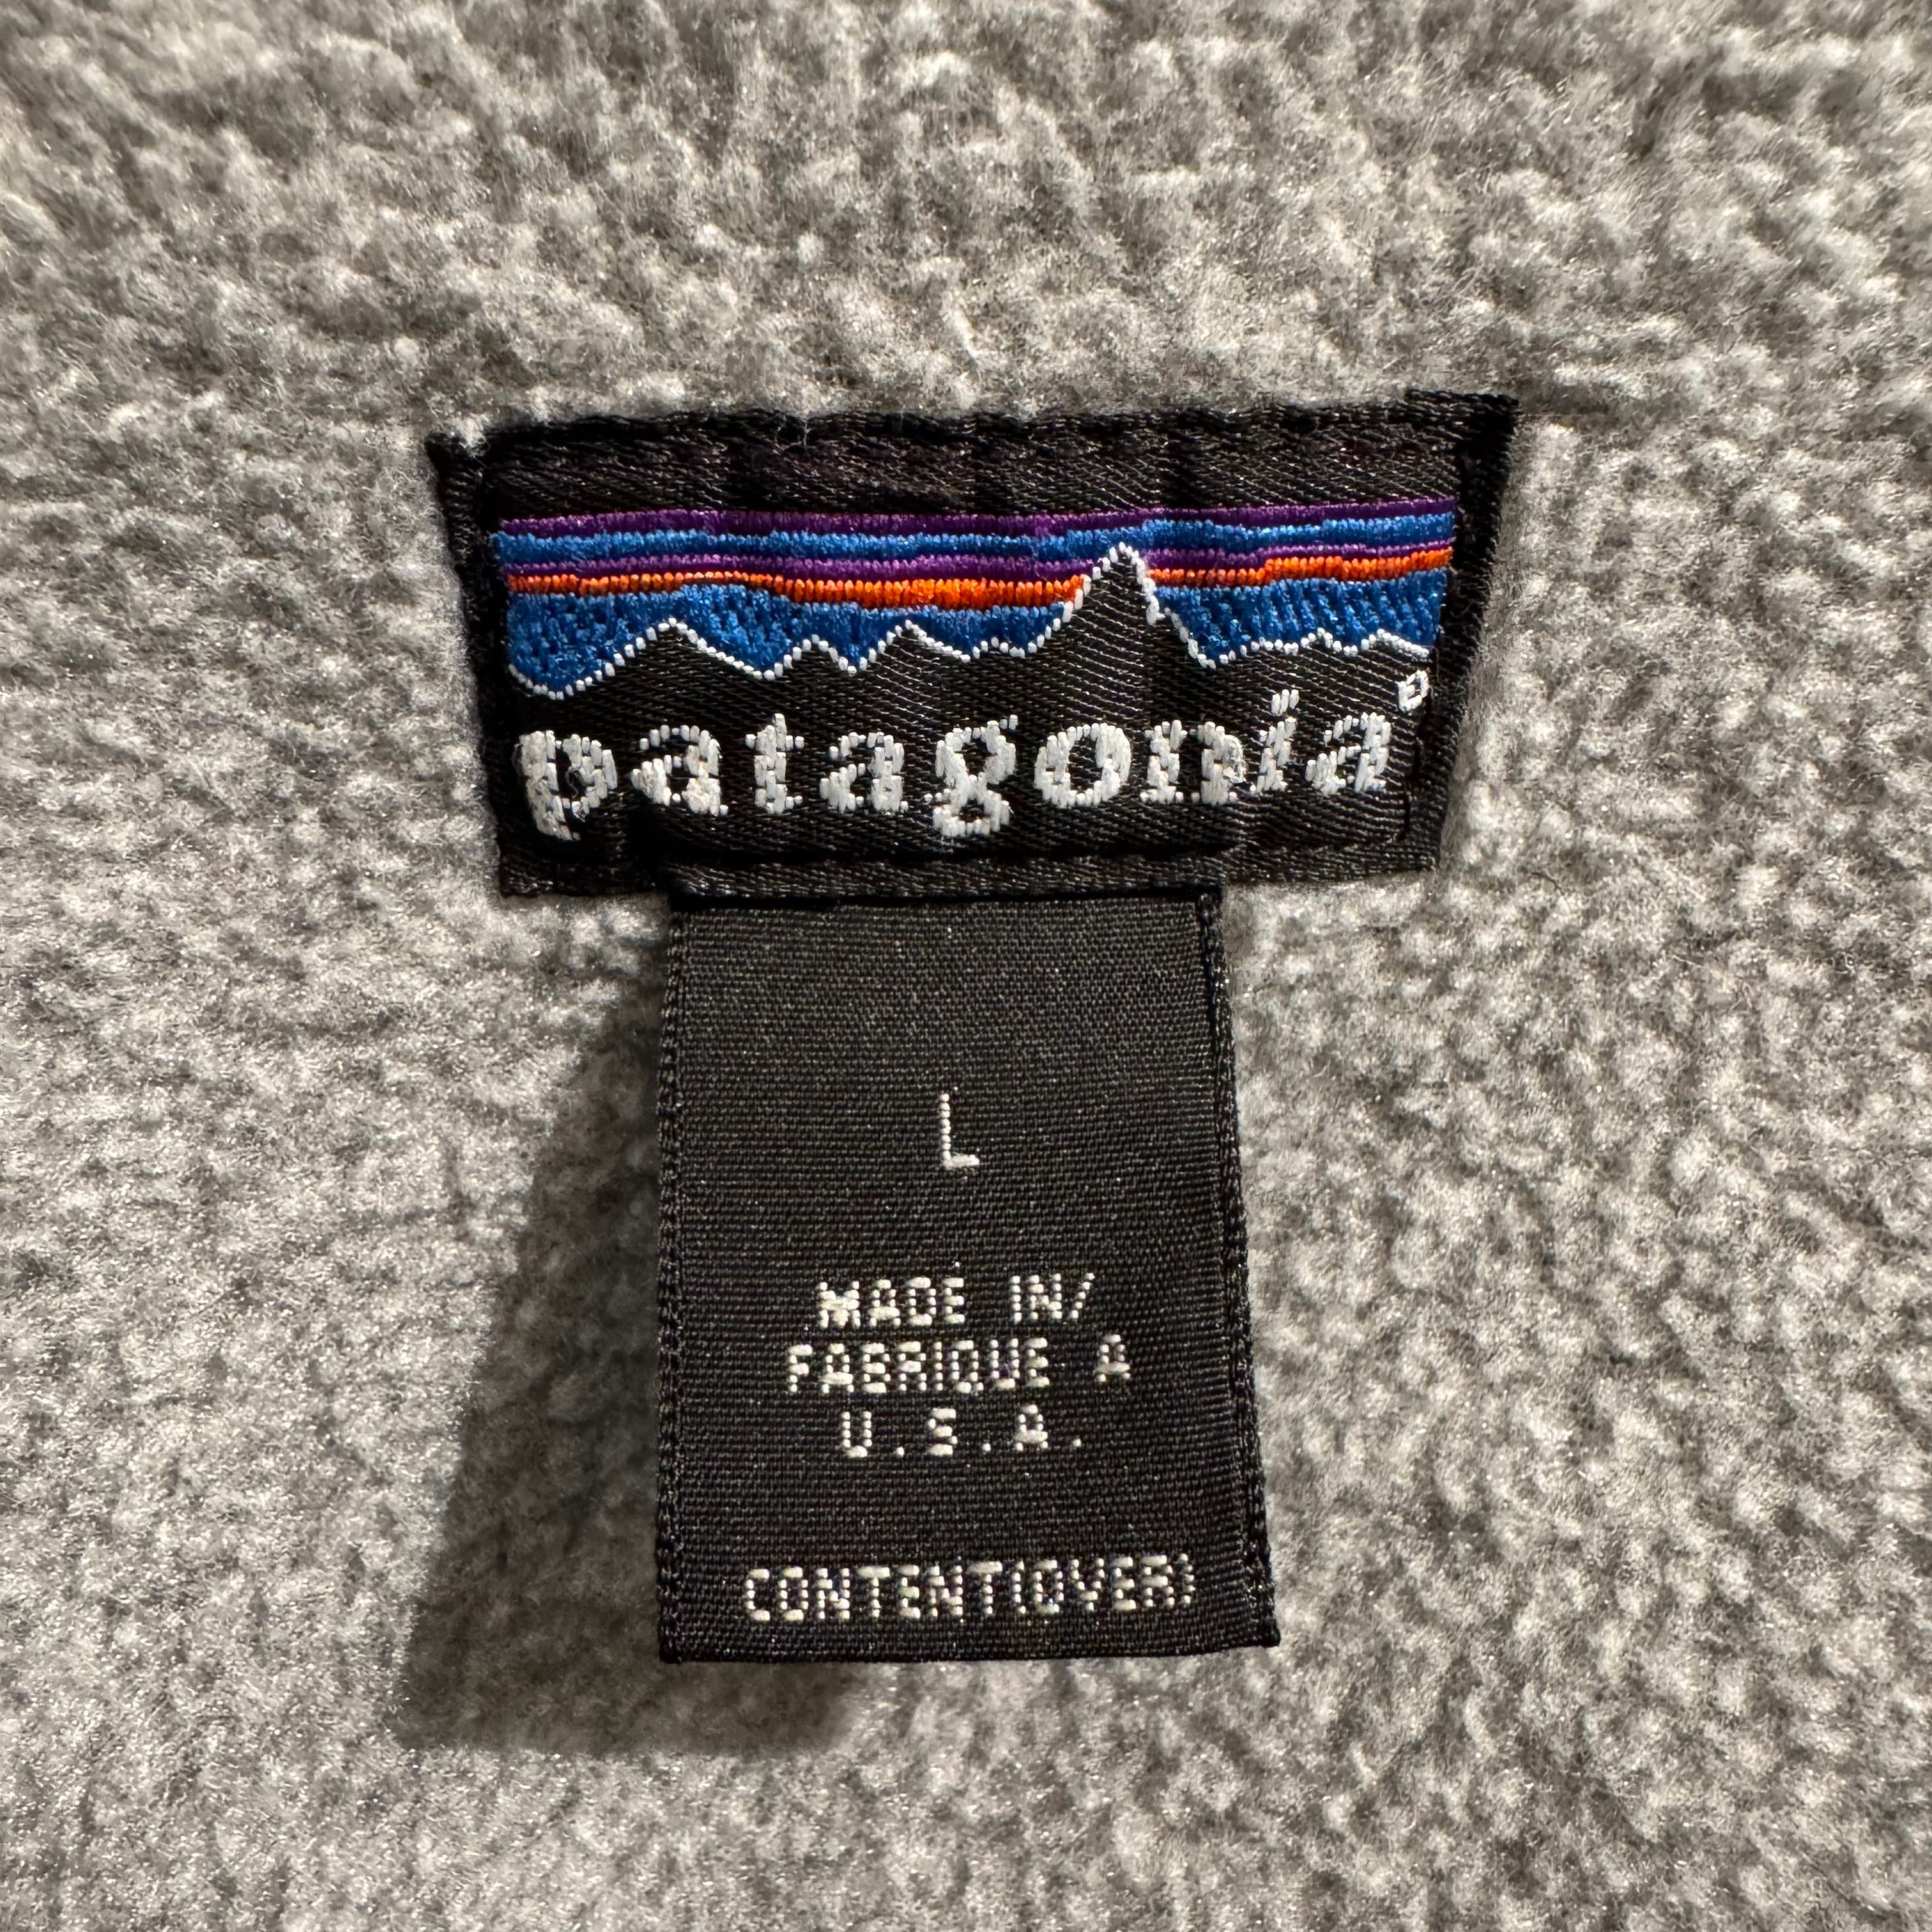 patagonia®
L
MADE IN/
FABRIQUE A
U.S.A.
CONTENT(OVER)